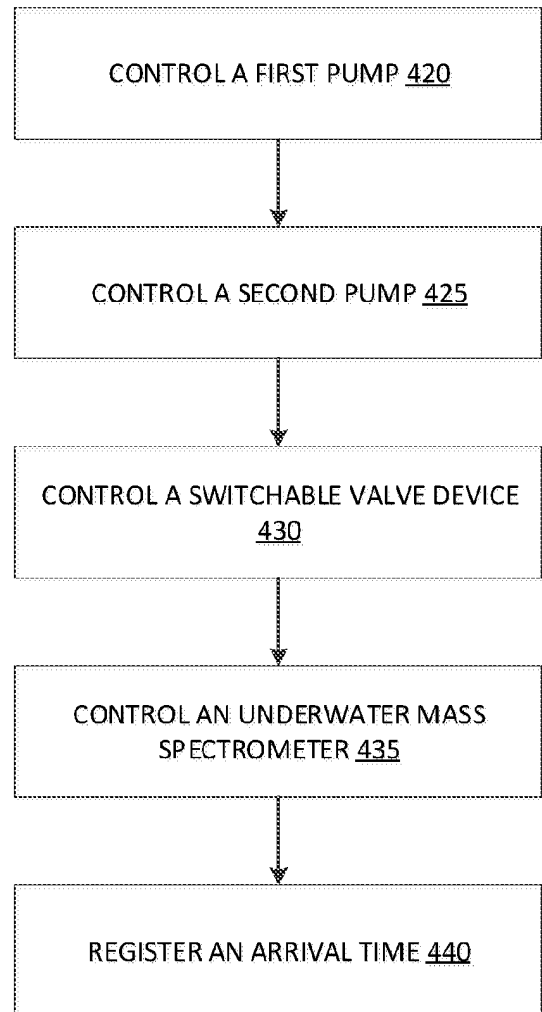 CONTROL A FIRST PUMP 420
CONTROL A SECOND PUMP 425
CONTROL A SWITCHABLE VALVE DEVICE
430
CONTROL AN UNDERWATER MASS
SPECTROMETER 435
REGISTER AN ARRIVAL TIME 440